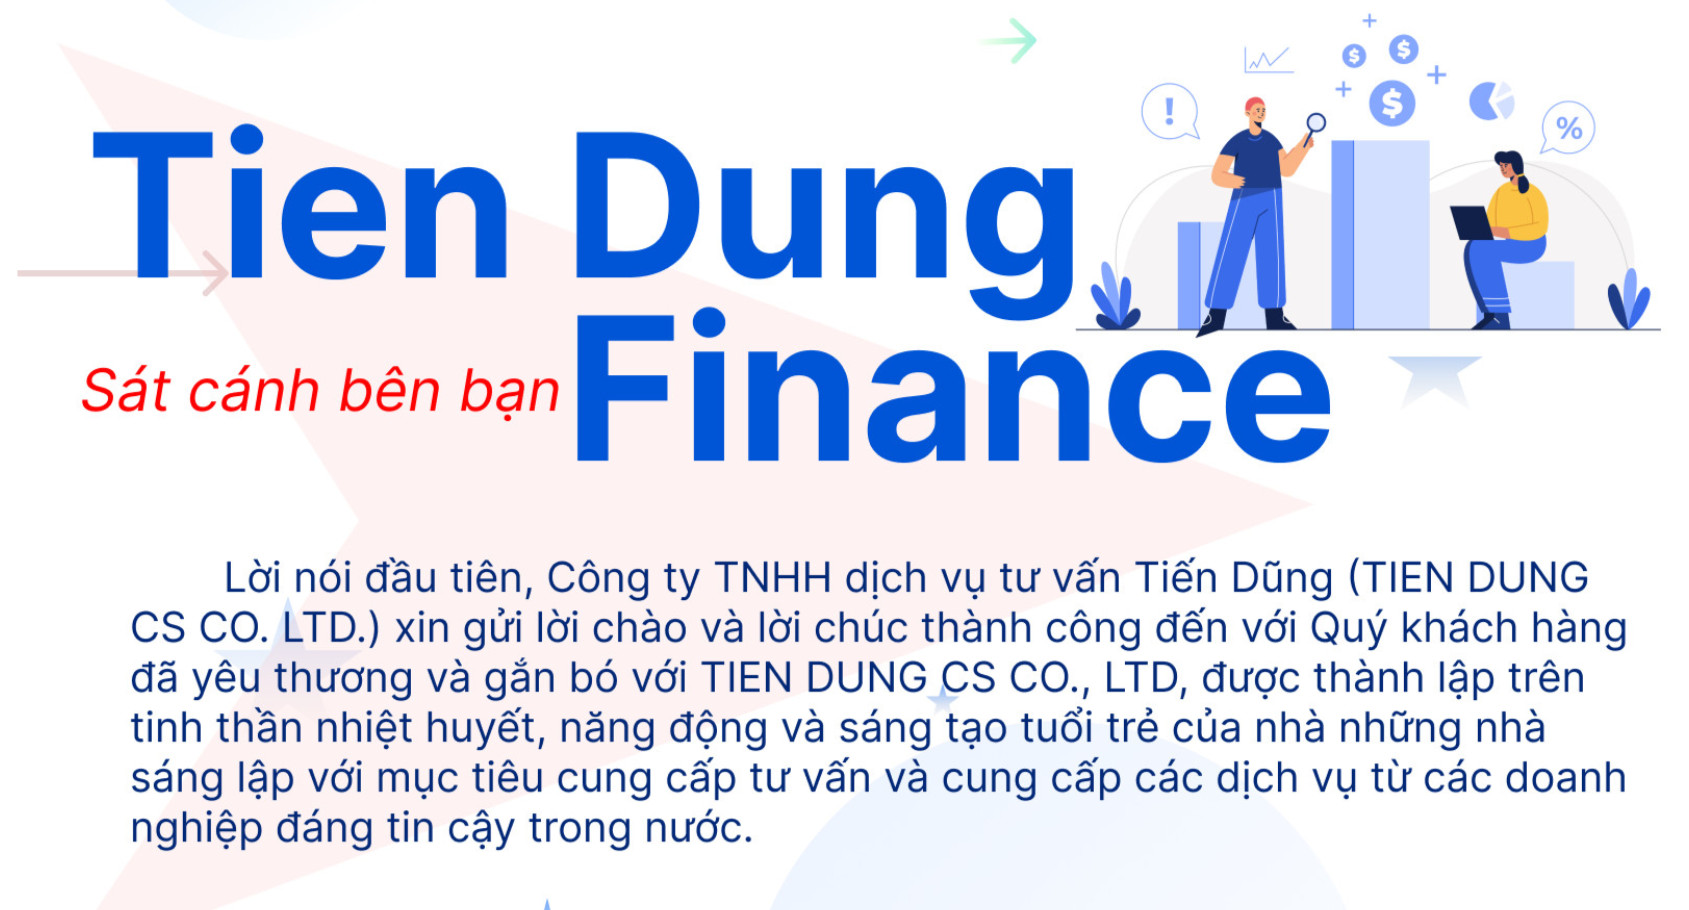 Tien Dung
Finance
Sát cánh bên bạn
!
$
$
$
%
Lời nói đầu tiên, Công ty TNHH dịch vụ tư vấn Tiến Dũng (TIEN DUNG
CS CO. LTD.) xin gửi lời chào và lời chúc thành công đến với Quý khách hàng
đã yêu thương và gắn bó với TIEN DUNG CS CO., LTD, được thành lập trên
tinh thần nhiệt huyết, năng động và sáng tạo tuổi trẻ của nhà những nhà
sáng lập với mục tiêu cung cấp tư vấn và cung cấp các dịch vụ từ các doanh
nghiệp đáng tin cậy trong nước.